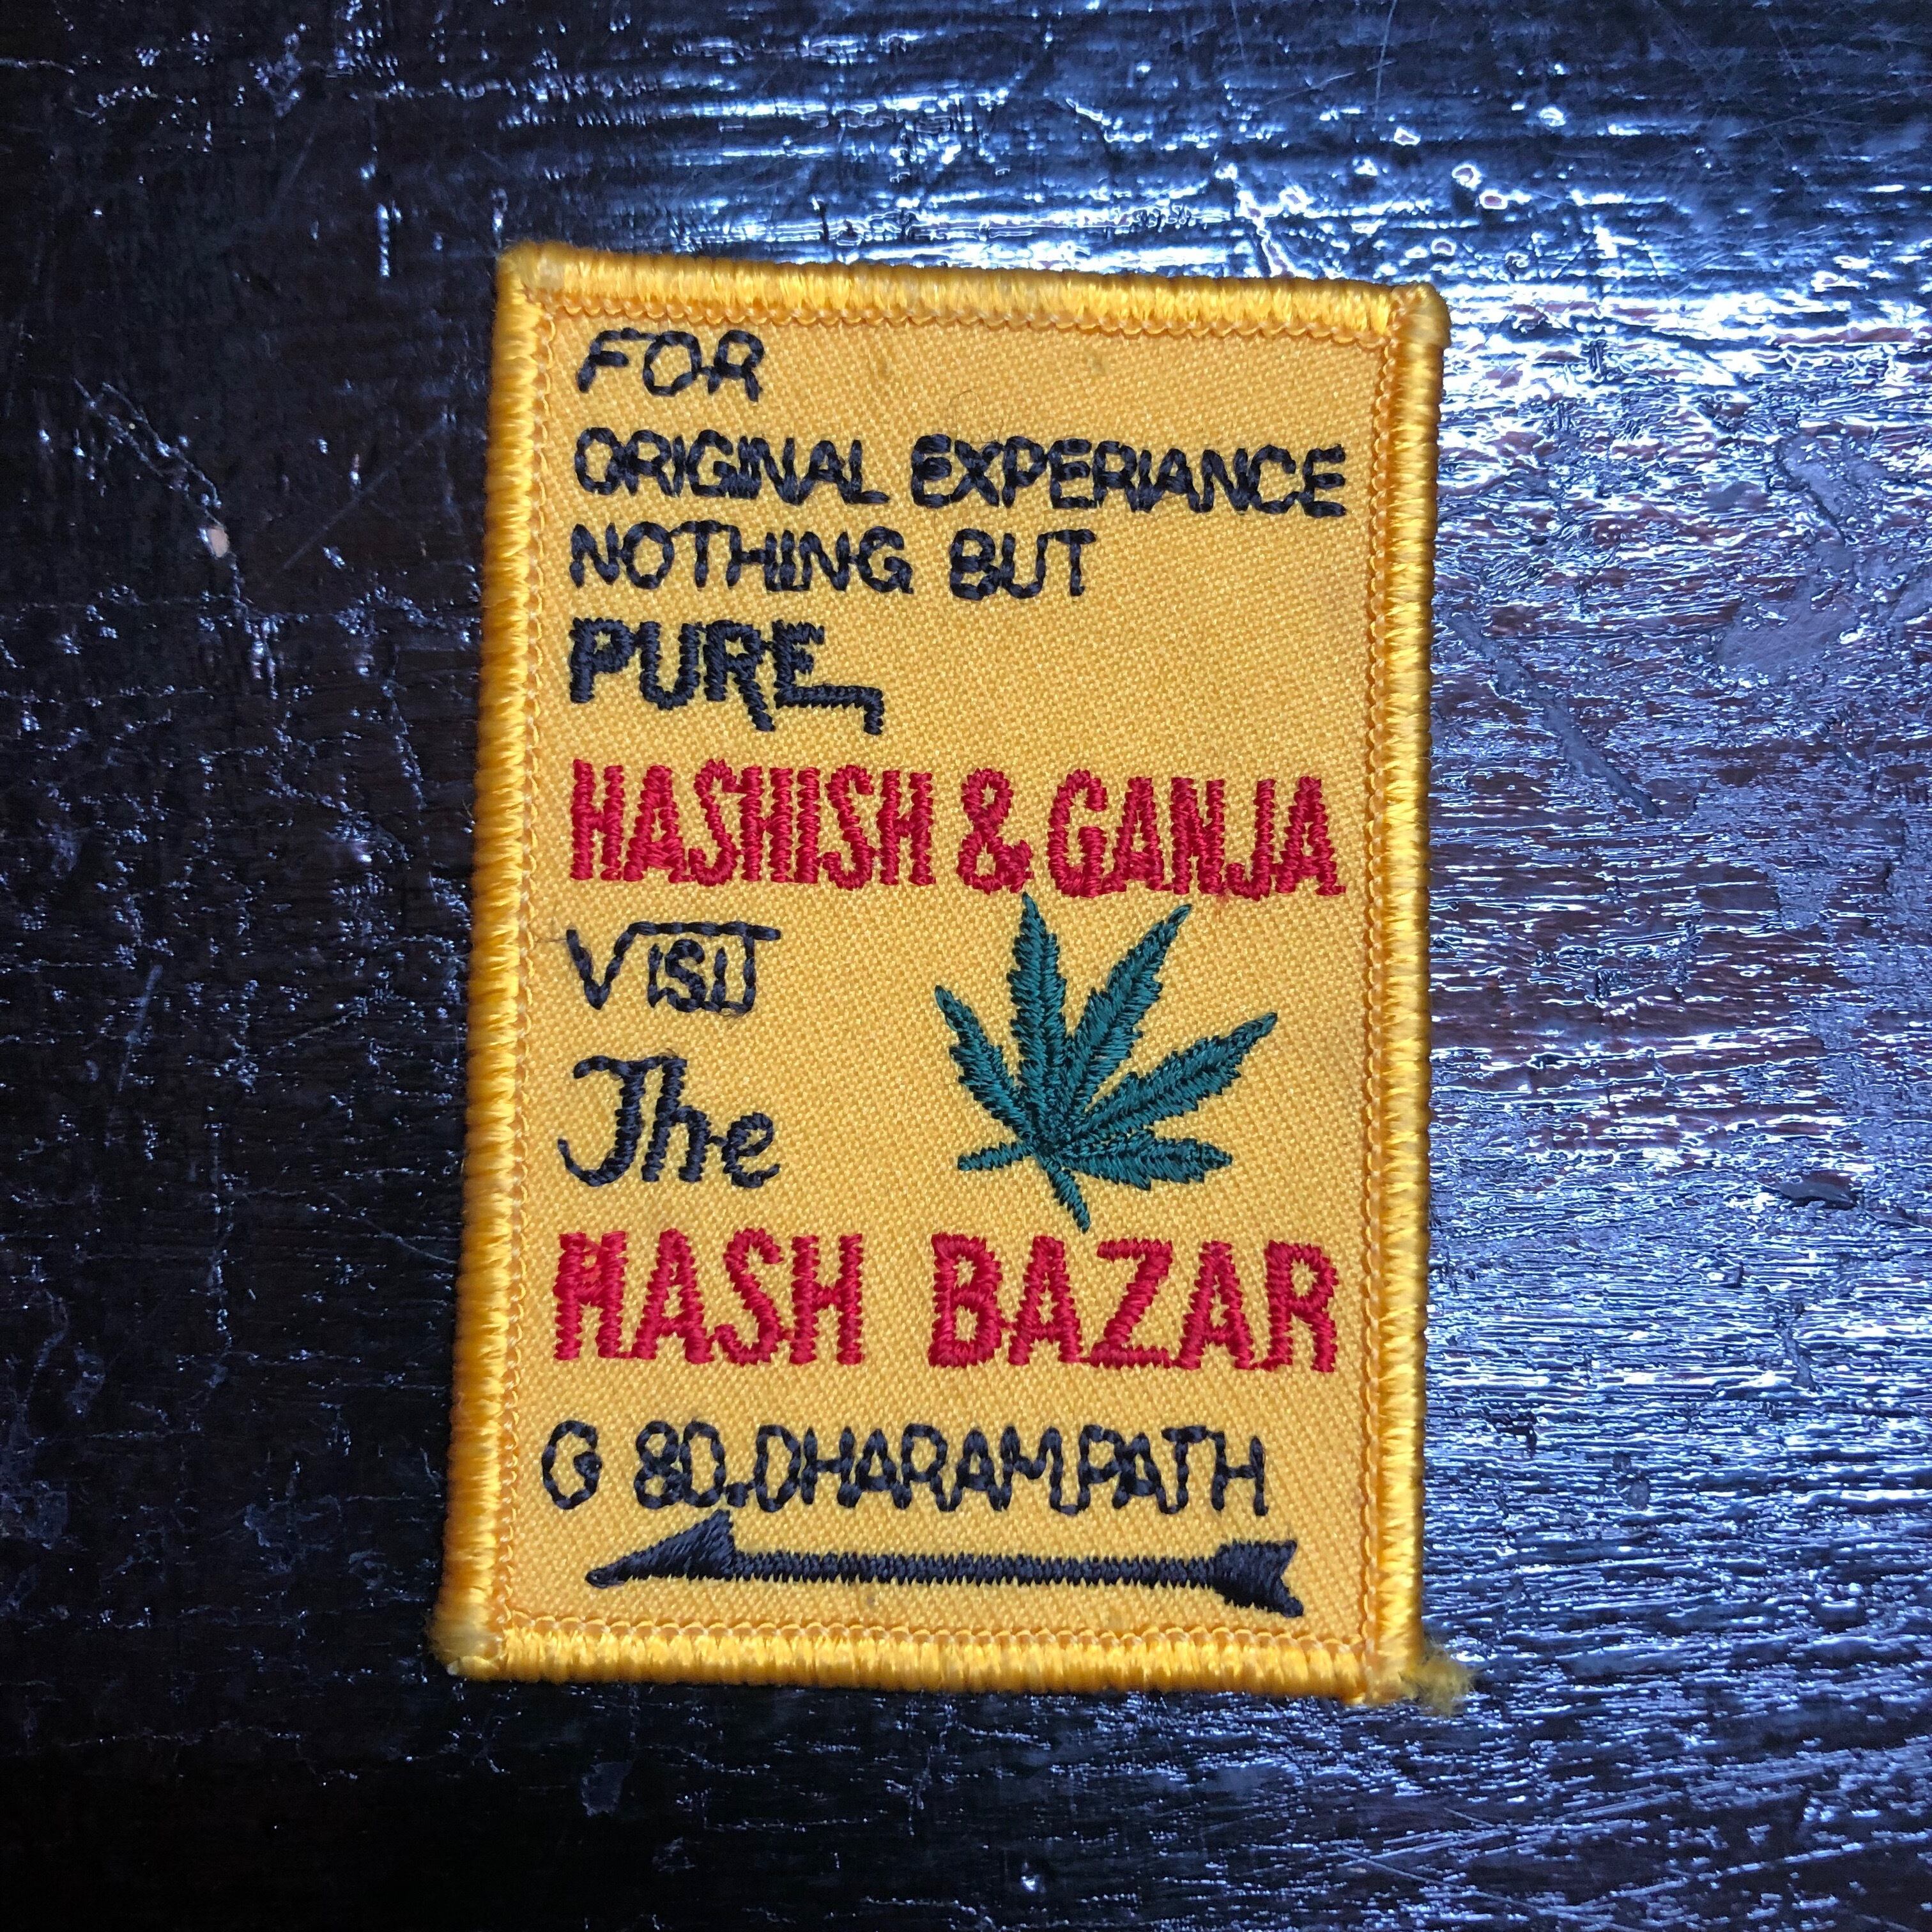 FOR
ORIGINAL EXPERIANCE
NOTHING BUT
PURE,
HASHISH & GANJA
VISIT
The
HASH BAZAR
G 80.DHARAMPATH